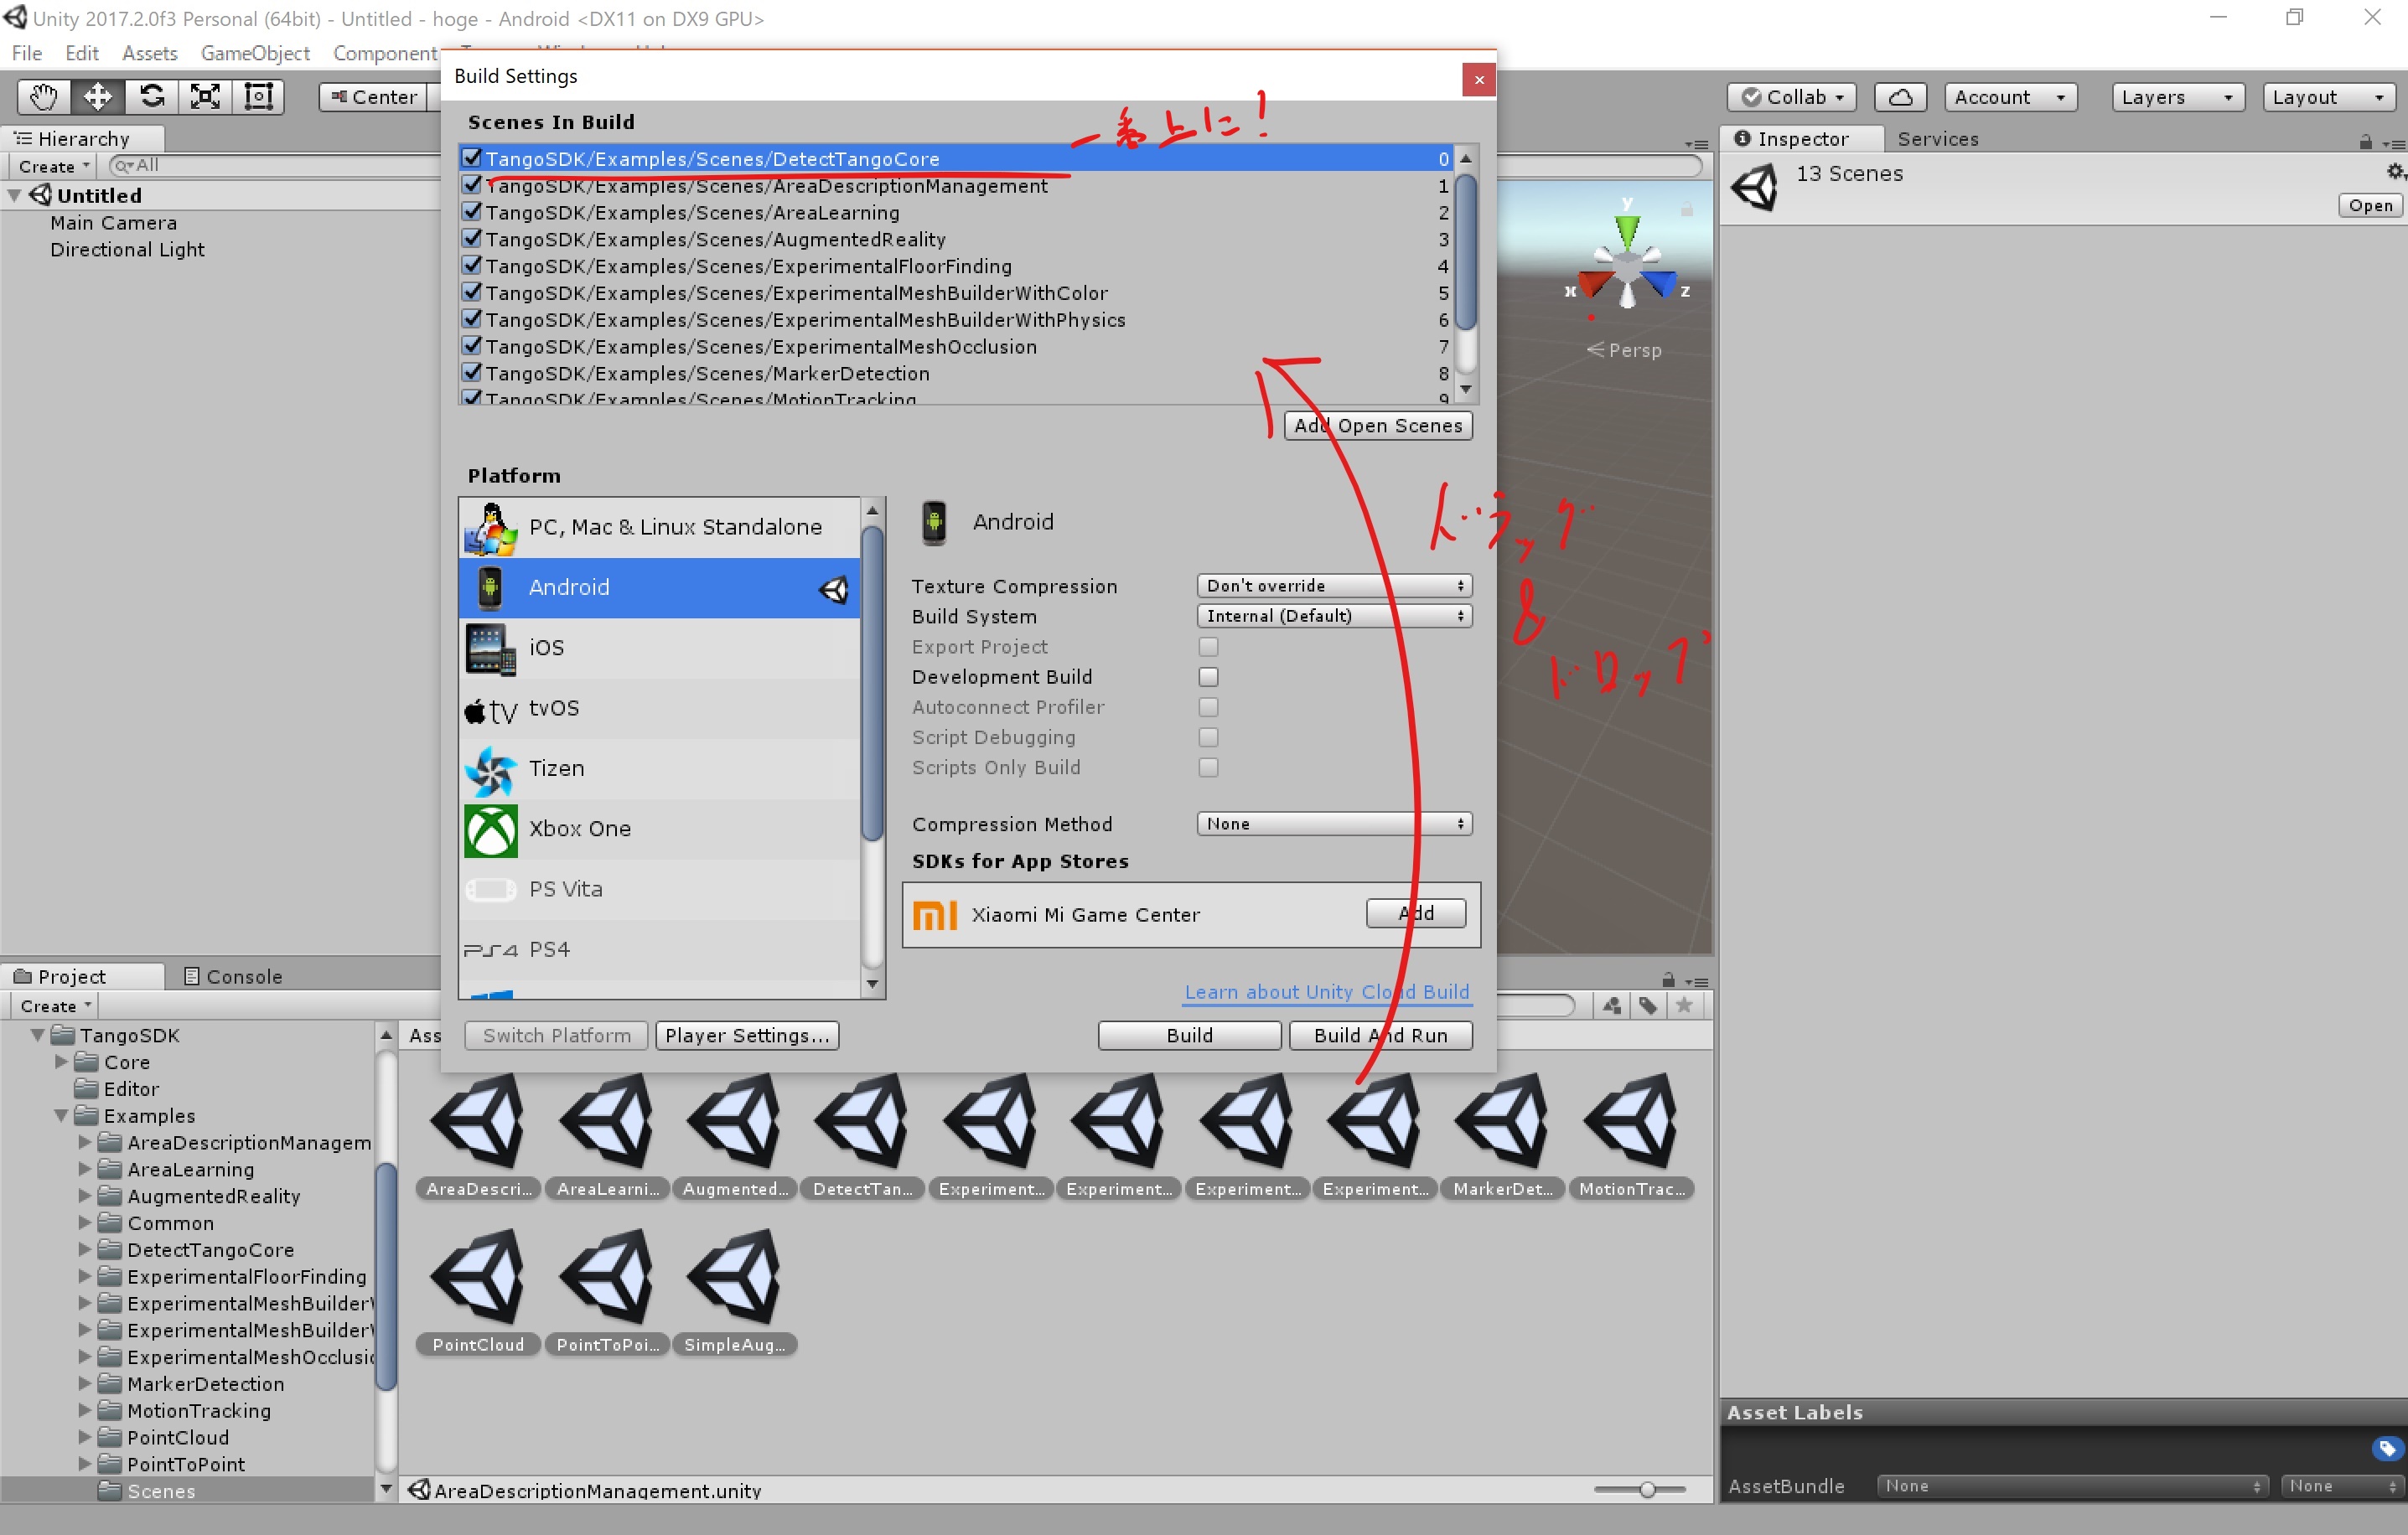 Unity 2017.2.0f3 Personal (64bit) - Untitled - hoge - Android <DX11 on DX9 GPU>
File Edit Assets GameObject Component
Build Settings
Center
Collab Account Layers Layout
Hierarchy
Create All
Untitled
Main Camera
Directional Light
Scenes In Build
一番上に!
TangoSDK/Examples/Scenes/DetectTangoCore 0
TangoSDK/Examples/Scenes/AreaDescriptionManagement 1
TangoSDK/Examples/Scenes/AreaLearning 2
TangoSDK/Examples/Scenes/AugmentedReality 3
TangoSDK/Examples/Scenes/ExperimentalFloorFinding 4
TangoSDK/Examples/Scenes/ExperimentalMeshBuilderWithColor 5
TangoSDK/Examples/Scenes/ExperimentalMeshBuilderWithPhysics 6
TangoSDK/Examples/Scenes/ExperimentalMeshOcclusion 7
TangoSDK/Examples/Scenes/MarkerDetection 8
TangoSDK/Examples/Scenes/MotionTracking 9
Add Open Scenes
Platform
PC, Mac & Linux Standalone
Android
iOS
tv tvOS
Tizen
Xbox One
PS Vita
PS4 PS4
Android
Texture Compression Don't override
Build System Internal (Default)
Export Project
Development Build
Autoconnect Profiler
Script Debugging
Scripts Only Build
Compression Method None
SDKs for App Stores
Xiaomi Mi Game Center Add
Learn about Unity Cloud Build
Switch Platform Player Settings... Build Build And Run
ドラッグ
&
ドロップ
y
x z
Persp
Inspector Services
13 Scenes
Open
Project Console
Create
TangoSDK
Core
Editor
Examples
AreaDescriptionManagem
AreaLearning
AugmentedReality
Common
DetectTangoCore
ExperimentalFloorFinding
ExperimentalMeshBuilder
ExperimentalMeshBuilder
ExperimentalMeshOcclusio
MarkerDetection
MotionTracking
PointCloud
PointToPoint
Scenes
Ass
AreaDescri... AreaLearni... Augmented... DetectTan... Experiment... Experiment... Experiment... Experiment... MarkerDet... MotionTrac...
PointCloud PointToPoi... SimpleAug...
AreaDescriptionManagement.unity
Asset Labels
AssetBundle None None